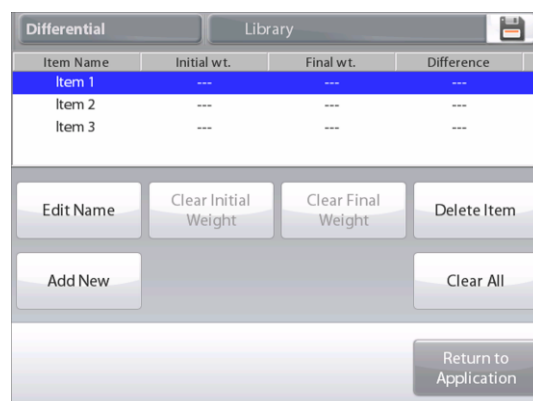 Differential Library
Item Name Initial wt. Final wt. Difference
Item 1 --- --- ---
Item 2 --- --- ---
Item 3 --- --- ---
Edit Name
Clear Initial
Weight
Clear Final
Weight
Delete Item
Add New
Clear All
Return to
Application